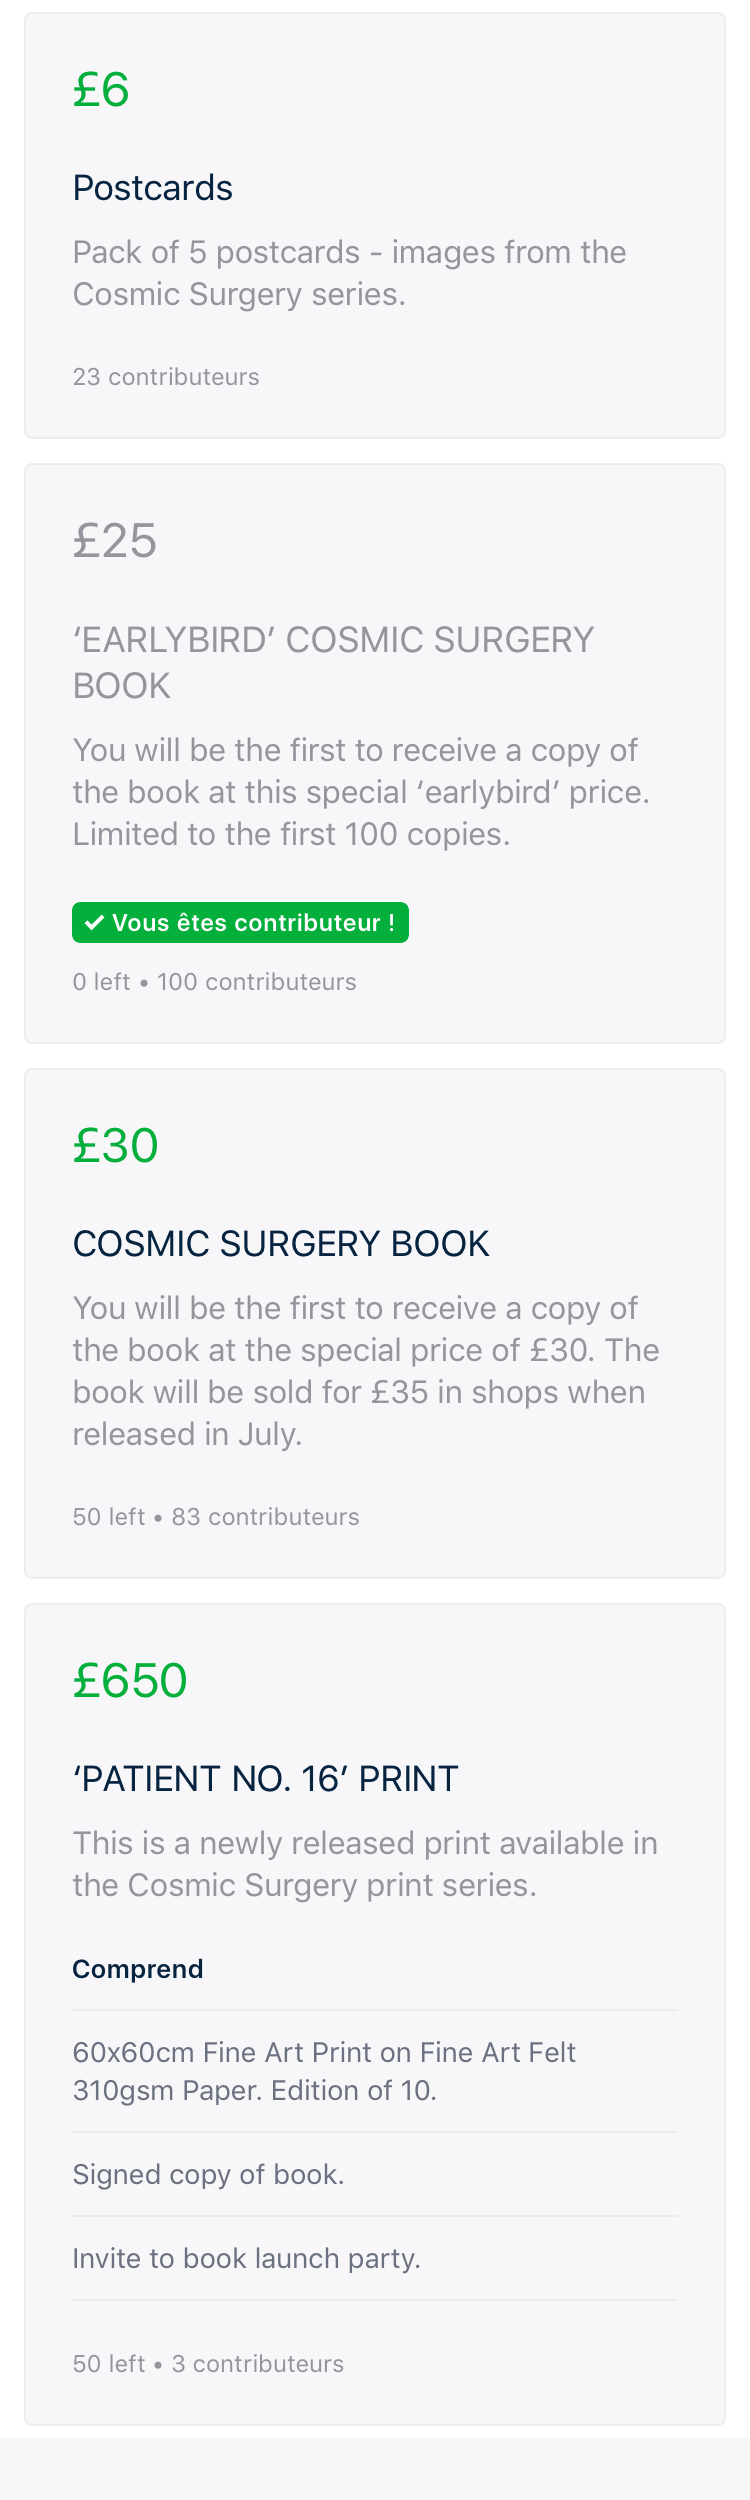 £6
Postcards
Pack of 5 postcards - images from the
Cosmic Surgery series.
23 contributeurs
£25
‘EARLYBIRD’ COSMIC SURGERY
BOOK
You will be the first to receive a copy of
the book at this special ‘earlybird’ price.
Limited to the first 100 copies.
✓ Vous êtes contributeur !
0 left • 100 contributeurs
£30
COSMIC SURGERY BOOK
You will be the first to receive a copy of
the book at the special price of £30. The
book will be sold for £35 in shops when
released in July.
50 left • 83 contributeurs
£650
‘PATIENT NO. 16’ PRINT
This is a newly released print available in
the Cosmic Surgery print series.
Comprend
60x60cm Fine Art Print on Fine Art Felt
310gsm Paper. Edition of 10.
Signed copy of book.
Invite to book launch party.
50 left • 3 contributeurs